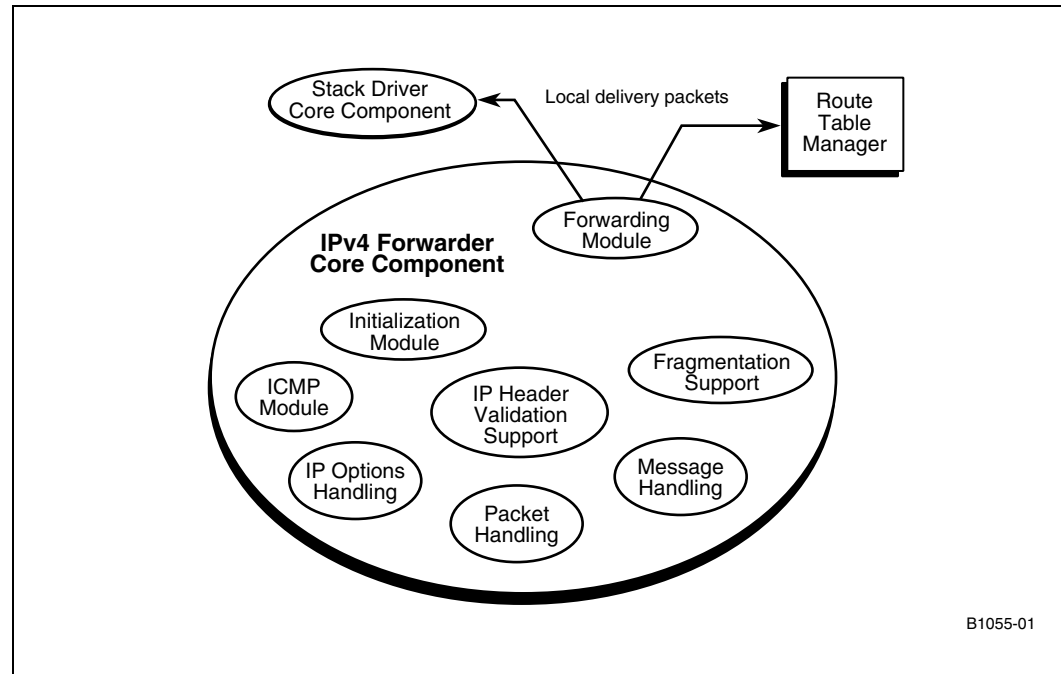 Stack Driver
Core Component
Local delivery packets
Route
Table
Manager
Forwarding
Module
IPv4 Forwarder
Core Component
Initialization
Module
Fragmentation
Support
ICMP
Module
IP Header
Validation
Support
IP Options
Handling
Message
Handling
Packet
Handling
B1055-01